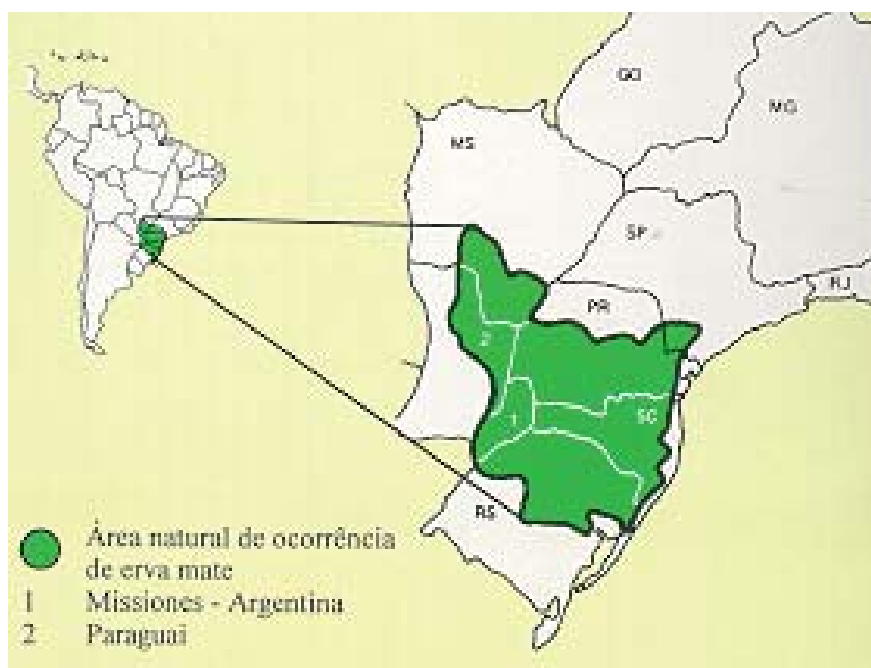 GO
MG
MS
SP
RJ
PR
2
1
SC
RS
Área natural de ocorrência
de erva mate
1 Missiones - Argentina
2 Paraguai